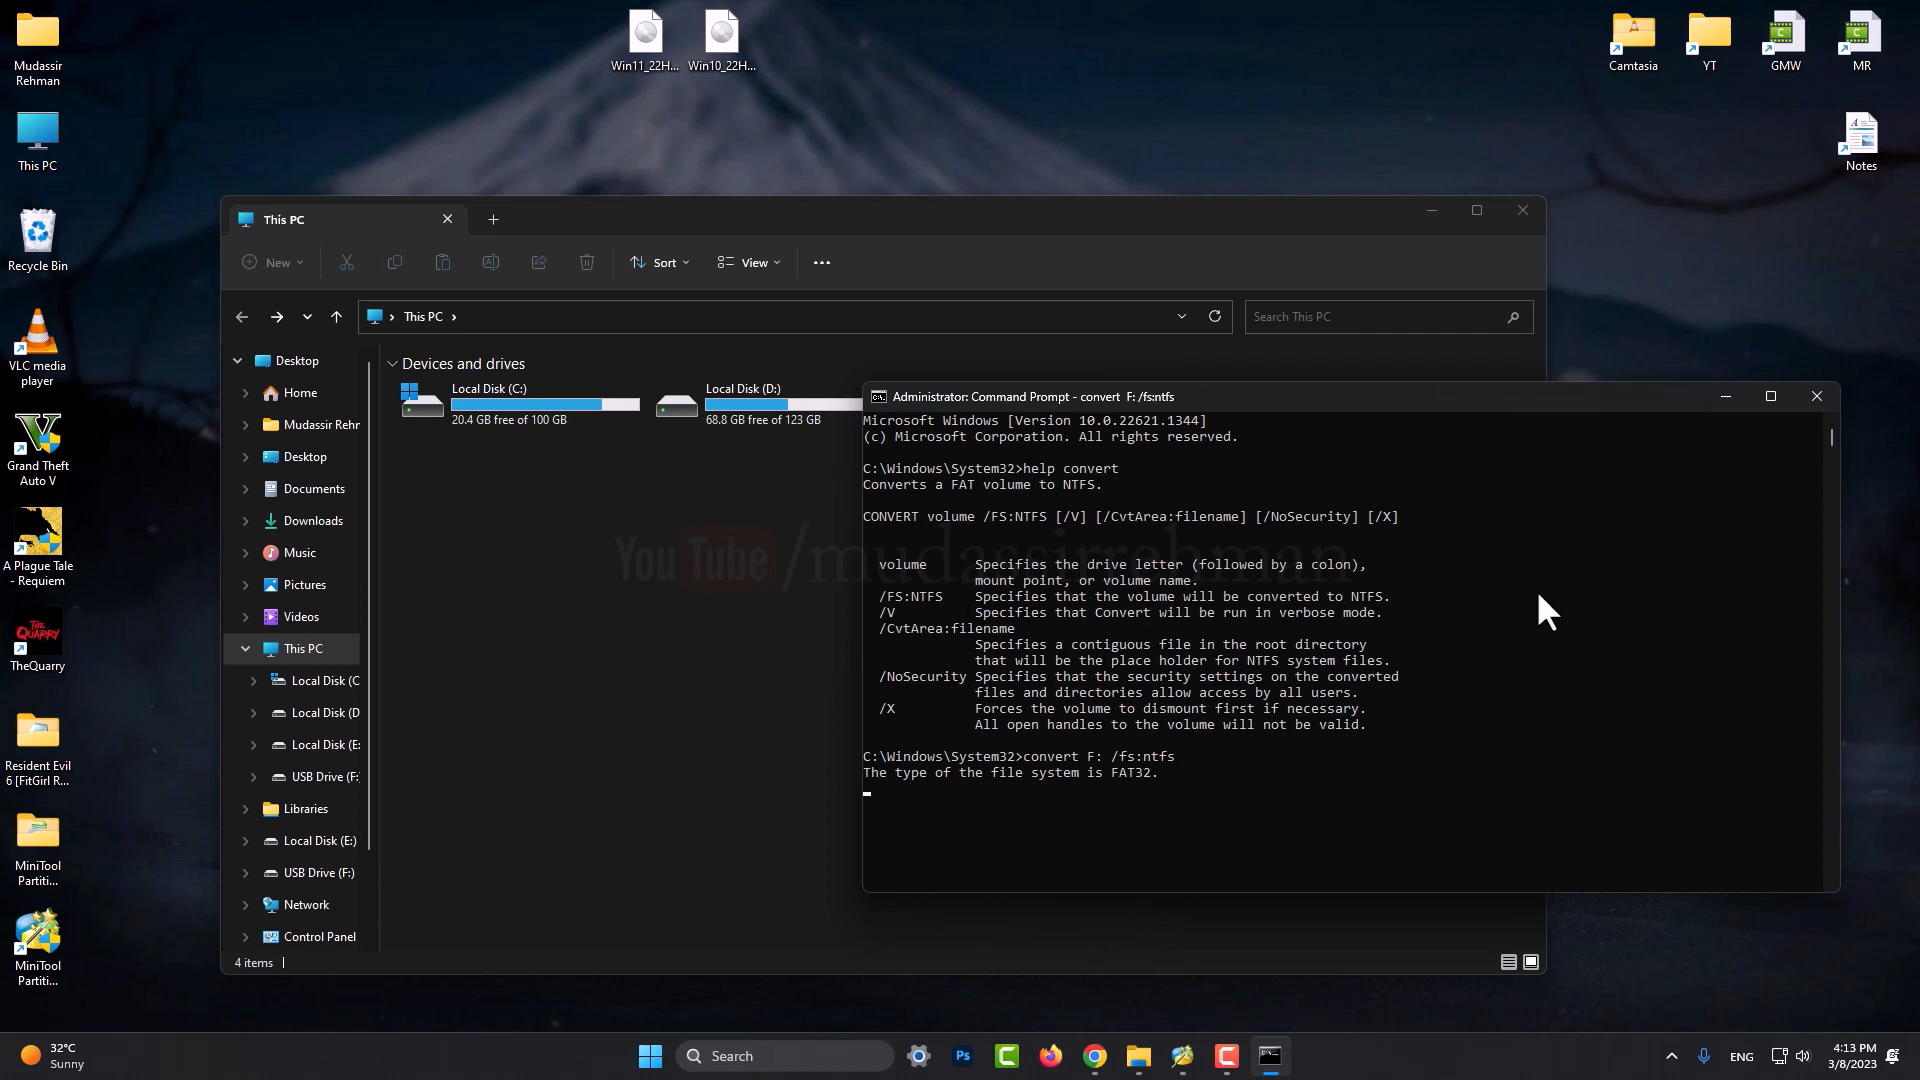 Mudassir
Rehman
This PC
Recycle Bin
VLC media
player
Grand Theft
Auto V
A Plague Tale
- Requiem
THE
QUARRY
TheQuarry
Resident Evil
6 [FitGirl R...
MiniTool
Partiti...
MiniTool
Partiti...
Win11_22H...
Win10_22H...
Camtasia
YT
GMW
MR
Notes
This PC
New
Sort
View
This PC
Search This PC
Desktop
Home
Mudassir Rehm
Desktop
Documents
Downloads
Music
Pictures
Videos
This PC
Local Disk (C
Local Disk (D
Local Disk (E:
USB Drive (F:
Libraries
Local Disk (E:)
USB Drive (F:)
Network
Control Panel
4 items
Devices and drives
Local Disk (C:)
20.4 GB free of 100 GB
Local Disk (D:)
68.8 GB free of 123 GB
YouTube/mudassirrehman
Administrator: Command Prompt - convert  F: /fs:ntfs
Microsoft Windows [Version 10.0.22621.1344]
(c) Microsoft Corporation. All rights reserved.
C:\Windows\System32>help convert
Converts a FAT volume to NTFS.
CONVERT volume /FS:NTFS [/V] [/CvtArea:filename] [/NoSecurity] [/X]
volume      Specifies the drive letter (followed by a colon),
mount point, or volume name.
/FS:NTFS    Specifies that the volume will be converted to NTFS.
/V          Specifies that Convert will be run in verbose mode.
/CvtArea:filename
Specifies a contiguous file in the root directory
that will be the place holder for NTFS system files.
/NoSecurity Specifies that the security settings on the converted
files and directories allow access by all users.
/X          Forces the volume to dismount first if necessary.
All open handles to the volume will not be valid.
C:\Windows\System32>convert F: /fs:ntfs
The type of the file system is FAT32.
32°C
Sunny
Search
Ps
ENG
4:13 PM
3/8/2023